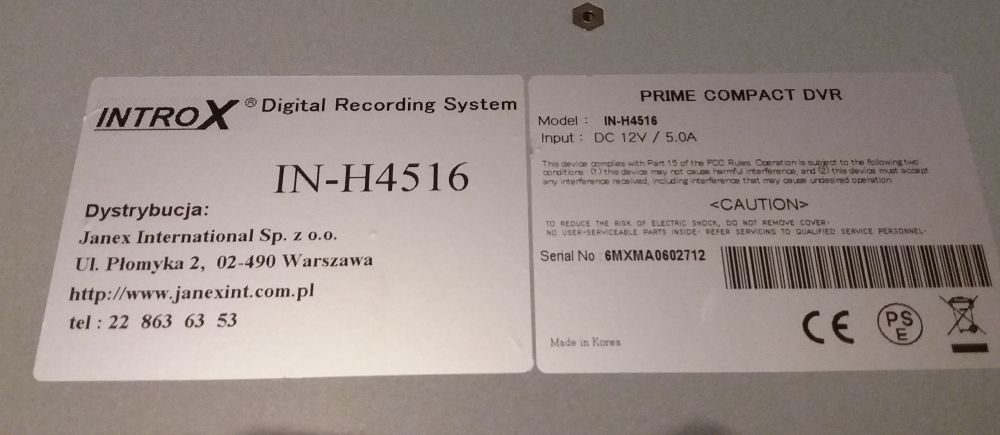 INTROX ® Digital Recording System
IN-H4516
Dystrybucja:
Janex International Sp. z o.o.
Ul. Płomyka 2, 02-490 Warszawa
http://www.janexint.com.pl
tel : 22 863 63 53
PRIME COMPACT DVR
Model : IN-H4516
Input : DC 12V / 5.0A
This device complies with Part 15 of the FCC Rules. Operation is subject to the following two
conditions : (1) this device may not cause harmful interference, and (2) this device must accept
any interference received, including interference that may cause undesired operation
<CAUTION>
TO REDUCE THE RISK OF ELECTRIC SHOCK, DO NOT REMOVE COVER.
NO USER-SERVICEABLE PARTS INSIDE. REFER SERVICING TO QUALIFIED SERVICE PERSONNEL.
Serial No : 6MXMA0602712
CE
PS
E
Made in Korea